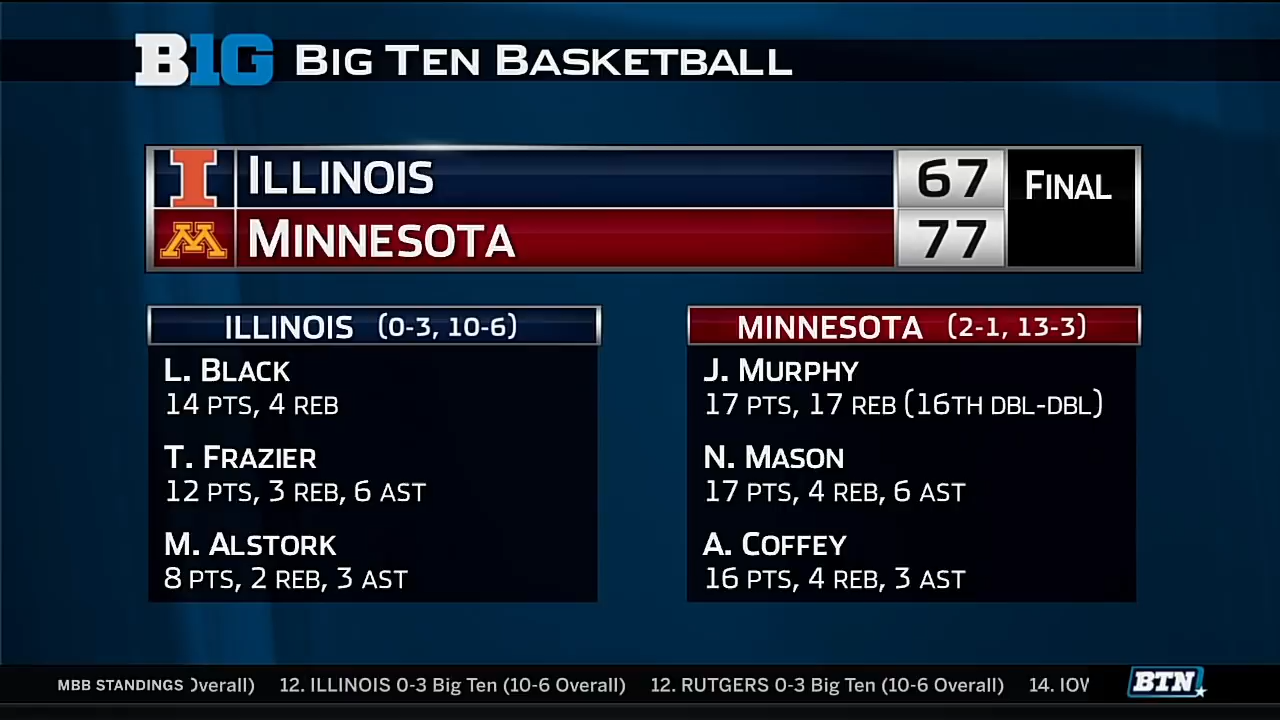 B1G BIG TEN BASKETBALL
ILLINOIS 67 FINAL
MINNESOTA 77
ILLINOIS (0-3, 10-6)
L. BLACK
14 PTS, 4 REB
T. FRAZIER
12 PTS, 3 REB, 6 AST
M. ALSTORK
8 PTS, 2 REB, 3 AST
MINNESOTA (2-1, 13-3)
J. MURPHY
17 PTS, 17 REB (16TH DBL-DBL)
N. MASON
17 PTS, 4 REB, 6 AST
A. COFFEY
16 PTS, 4 REB, 3 AST
MBB STANDINGS Overall) 12. ILLINOIS 0-3 Big Ten (10-6 Overall) 12. RUTGERS 0-3 Big Ten (10-6 Overall) 14. IOW BTN